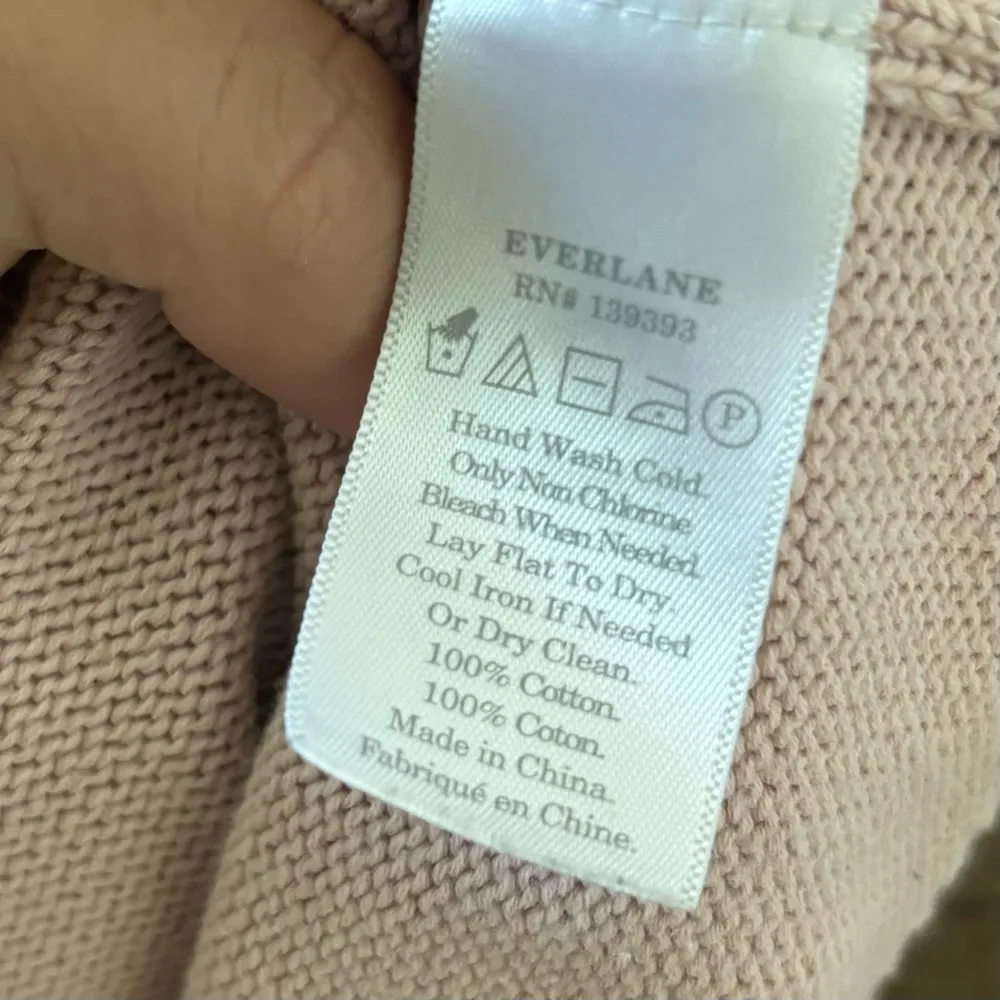 EVERLANE
RN# 139393
P
Hand Wash Cold.
Only Non Chlorine
Bleach When Needed.
Lay Flat To Dry.
Cool Iron If Needed
Or Dry Clean.
100% Cotton.
100% Coton.
Made in China.
Fabriqué en Chine.